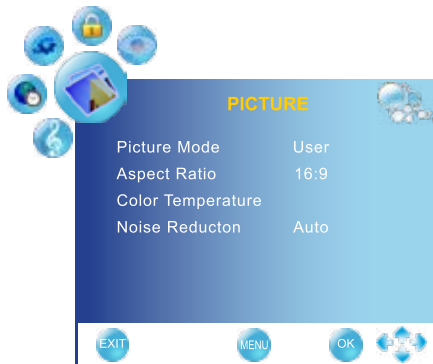 PICTURE
Picture Mode User
Aspect Ratio 16:9
Color Temperature
Noise Reducton Auto
EXIT MENU OK